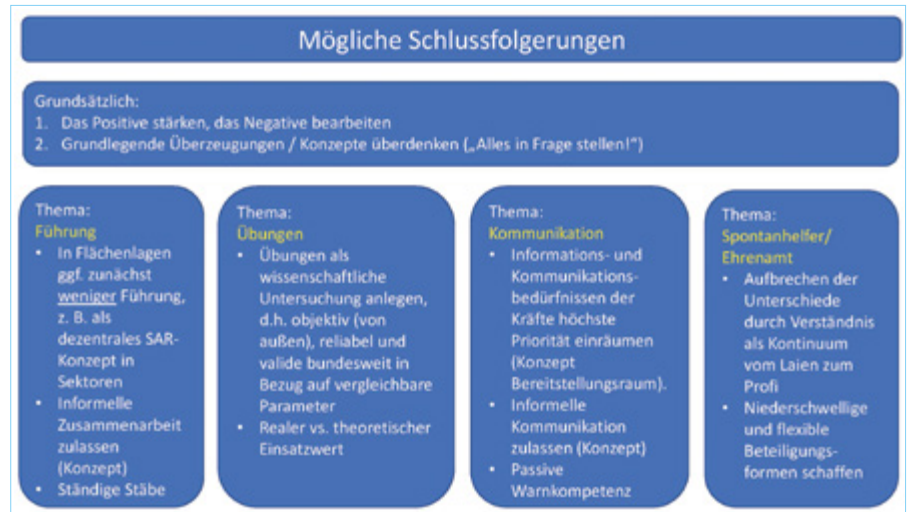 Mögliche Schlussfolgerungen
Grundsätzlich:
1. Das Positive stärken, das Negative bearbeiten
2. Grundlegende Überzeugungen / Konzepte überdenken („Alles in Frage stellen!“)
Thema:
Führung
• In Flächenlagen
ggf. zunächst
weniger Führung,
z. B. als
dezentrales SAR-
Konzept in
Sektoren
• Informelle
Zusammenarbeit
zulassen
(Konzept)
• Ständige Stäbe
Thema:
Übungen
• Übungen als
wissenschaftliche
Untersuchung anlegen,
d.h. objektiv (von
außen), reliabel und
valide bundesweit in
Bezug auf vergleichbare
Parameter
• Realer vs. theoretischer
Einsatzwert
Thema:
Kommunikation
• Informations- und
Kommunikations-
bedürfnissen der
Kräfte höchste
Priorität einräumen
(Konzept
Bereitstellungsraum).
• Informelle
Kommunikation
zulassen (Konzept)
• Passive
Warnkompetenz
Thema:
Spontanhelfer/
Ehrenamt
• Aufbrechen der
Unterschiede
durch Verständnis
als Kontinuum
vom Laien zum
Profi
• Niederschwellige
und flexible
Beteiligungs-
formen schaffen